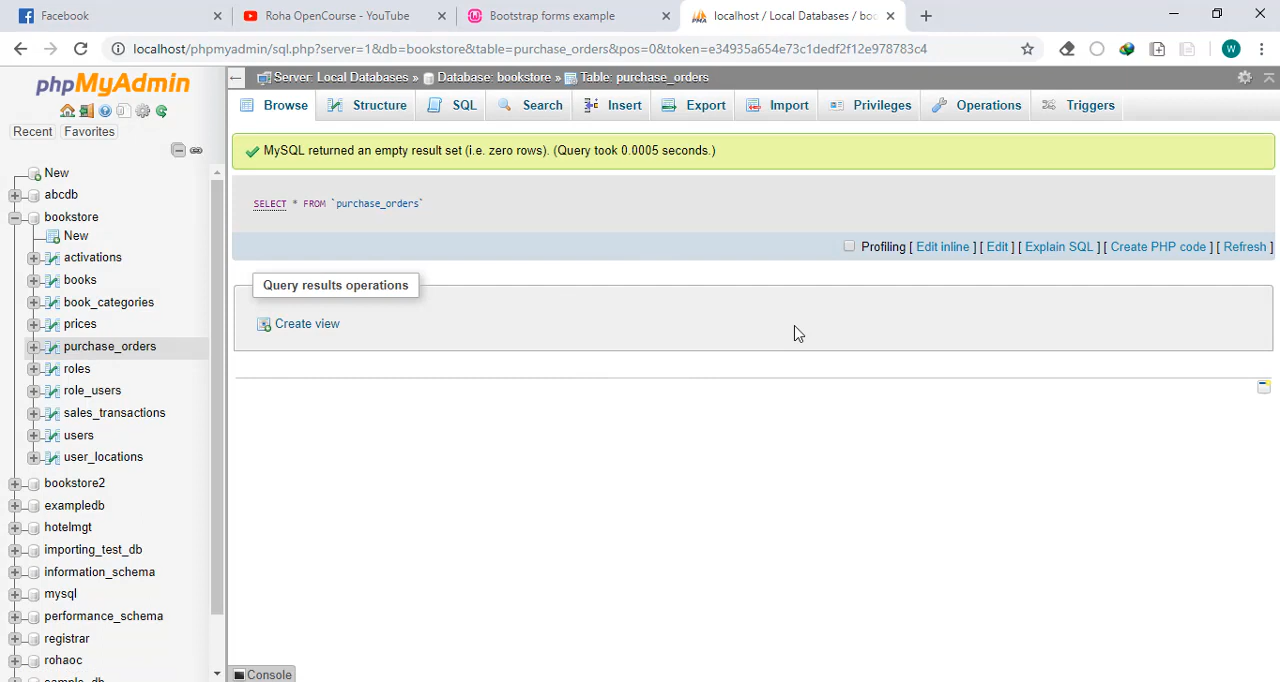 Facebook
Roha OpenCourse - YouTube
Bootstrap forms example
localhost / Local Databases / boo
localhost/phpmyadmin/sql.php?server=1&db=bookstore&table=purchase_orders&pos=0&token=e34935a654e73c1dedf2f12e978783c4
W
phpMyAdmin
Recent
Favorites
New
abcdb
bookstore
New
activations
books
book_categories
prices
purchase_orders
roles
role_users
sales_transactions
users
user_locations
bookstore2
exampledb
hotelmgt
importing_test_db
information_schema
mysql
performance_schema
registrar
rohaoc
Server: Local Databases » Database: bookstore » Table: purchase_orders
Browse Structure SQL Search Insert Export Import Privileges Operations Triggers
MySQL returned an empty result set (i.e. zero rows). (Query took 0.0005 seconds.)
SELECT * FROM `purchase_orders`
Profiling [ Edit inline ] [ Edit ] [ Explain SQL ] [ Create PHP code ] [ Refresh ]
Query results operations
Create view
Console